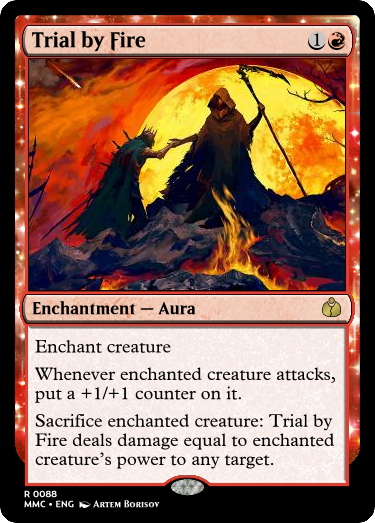 Trial by Fire 1
Enchantment — Aura
Enchant creature
Whenever enchanted creature attacks,
put a +1/+1 counter on it.
Sacrifice enchanted creature: Trial by
Fire deals damage equal to enchanted
creature's power to any target.
R 0088
MMC • ENG Artem Borisov